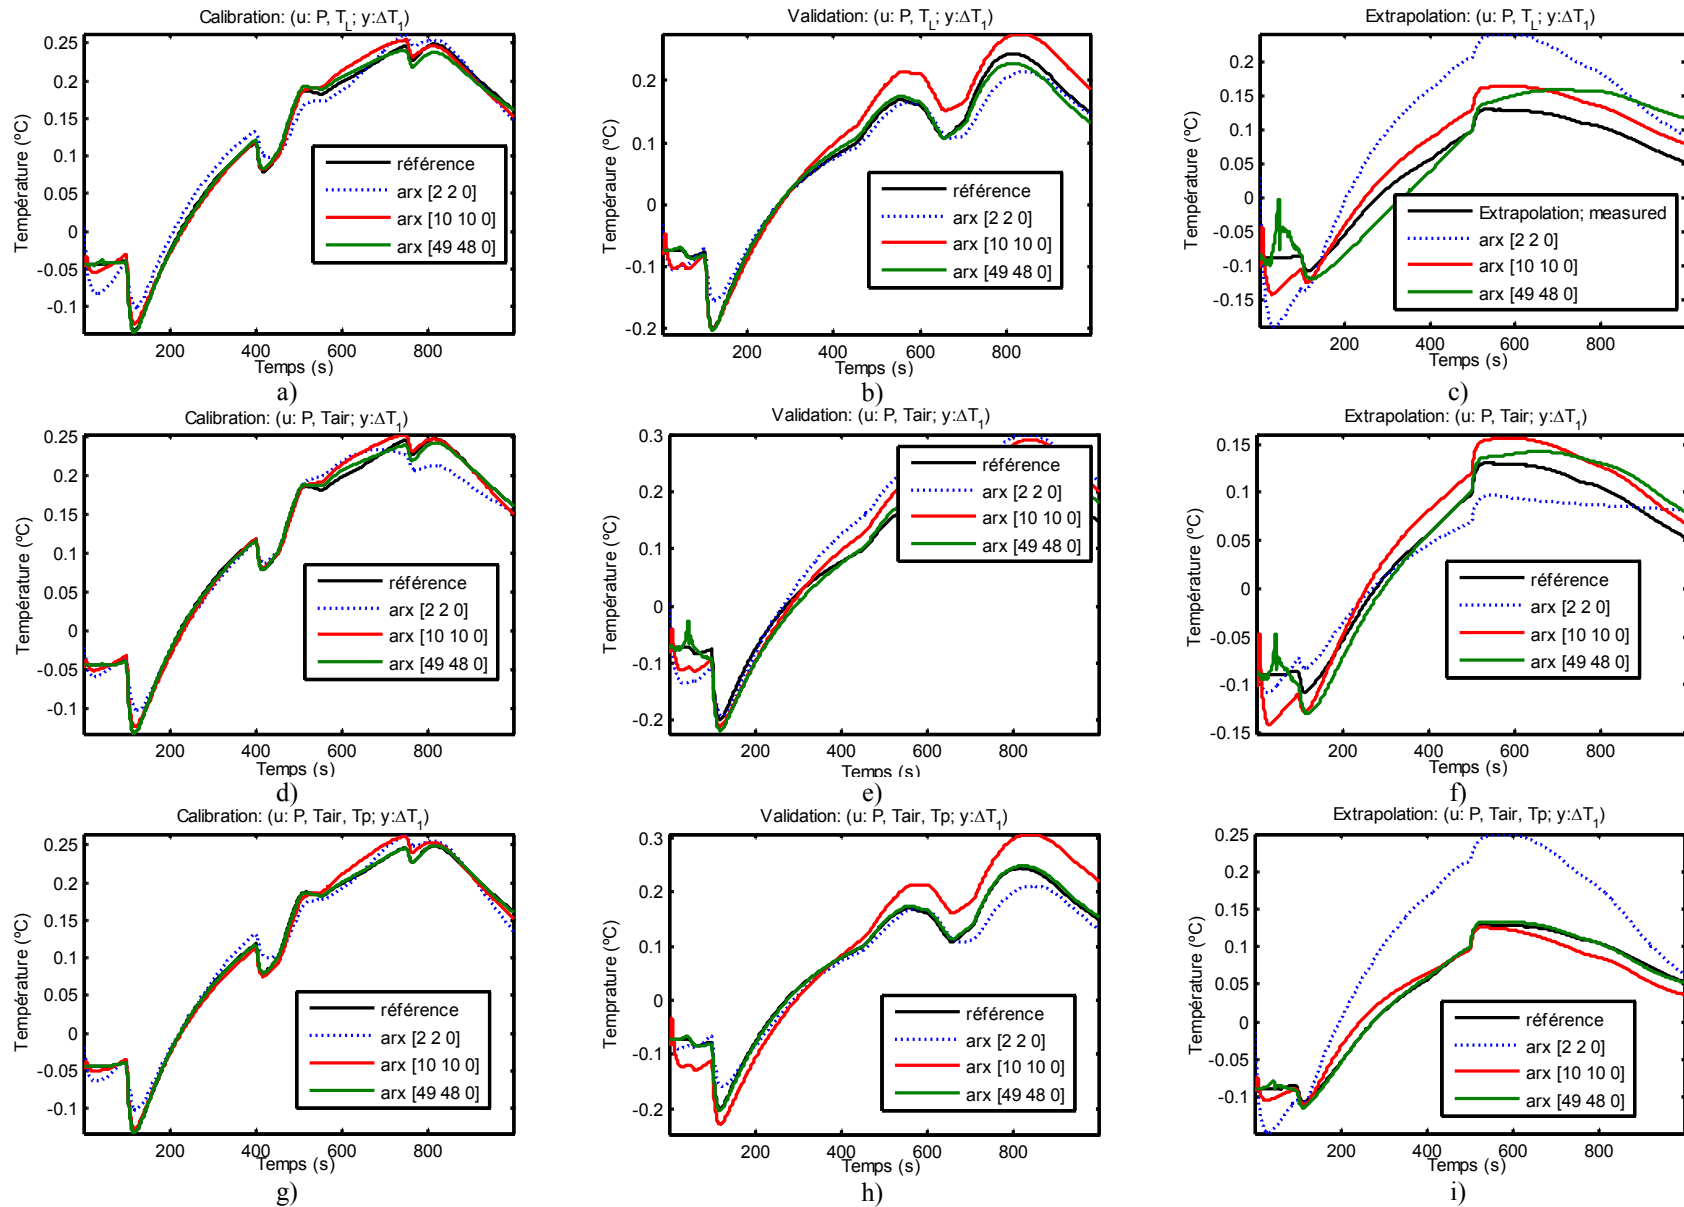 Calibration: (u: P, T_L; y:ΔT_1)
Température (ºC)
0.25
0.2
0.15
0.1
0.05
0
-0.05
-0.1
référence
arx [2 2 0]
arx [10 10 0]
arx [49 48 0]
200 400 600 800
Temps (s)
a)
Validation: (u: P, T_L; y:ΔT_1)
Températraure (ºC)
0.2
0.1
0
-0.1
-0.2
référence
arx [2 2 0]
arx [10 10 0]
arx [49 48 0]
200 400 600 800
Temps (s)
b)
Extrapolation: (u: P, T_L; y:ΔT_1)
Température (ºC)
0.2
0.15
0.1
0.05
0
-0.05
-0.1
-0.15
Extrapolation; measured
arx [2 2 0]
arx [10 10 0]
arx [49 48 0]
200 400 600 800
Temps (s)
c)
Calibration: (u: P, Tair; y:ΔT_1)
Température (ºC)
0.25
0.2
0.15
0.1
0.05
0
-0.05
-0.1
référence
arx [2 2 0]
arx [10 10 0]
arx [49 48 0]
200 400 600 800
Temps (s)
d)
Validation: (u: P, Tair; y:ΔT_1)
Température (ºC)
0.3
0.2
0.1
0
-0.1
-0.2
référence
arx [2 2 0]
arx [10 10 0]
arx [49 48 0]
200 400 600 800
Temps (s)
e)
Extrapolation: (u: P, Tair; y:ΔT_1)
Température (ºC)
0.15
0.1
0.05
0
-0.05
-0.1
-0.15
référence
arx [2 2 0]
arx [10 10 0]
arx [49 48 0]
200 400 600 800
Temps (s)
f)
Calibration: (u: P, Tair, Tp; y:ΔT_1)
Température (ºC)
0.25
0.2
0.15
0.1
0.05
0
-0.05
-0.1
référence
arx [2 2 0]
arx [10 10 0]
arx [49 48 0]
200 400 600 800
Temps (s)
g)
Validation: (u: P, Tair, Tp; y:ΔT_1)
Temprature (ºC)
0.3
0.2
0.1
0
-0.1
-0.2
référence
arx [2 2 0]
arx [10 10 0]
arx [49 48 0]
200 400 600 800
Temps (s)
h)
Extrapolation: (u: P, Tair, Tp; y:ΔT_1)
Température (ºC)
0.25
0.2
0.15
0.1
0.05
0
-0.05
-0.1
référence
arx [2 2 0]
arx [10 10 0]
arx [49 48 0]
200 400 600 800
Temps (s)
i)